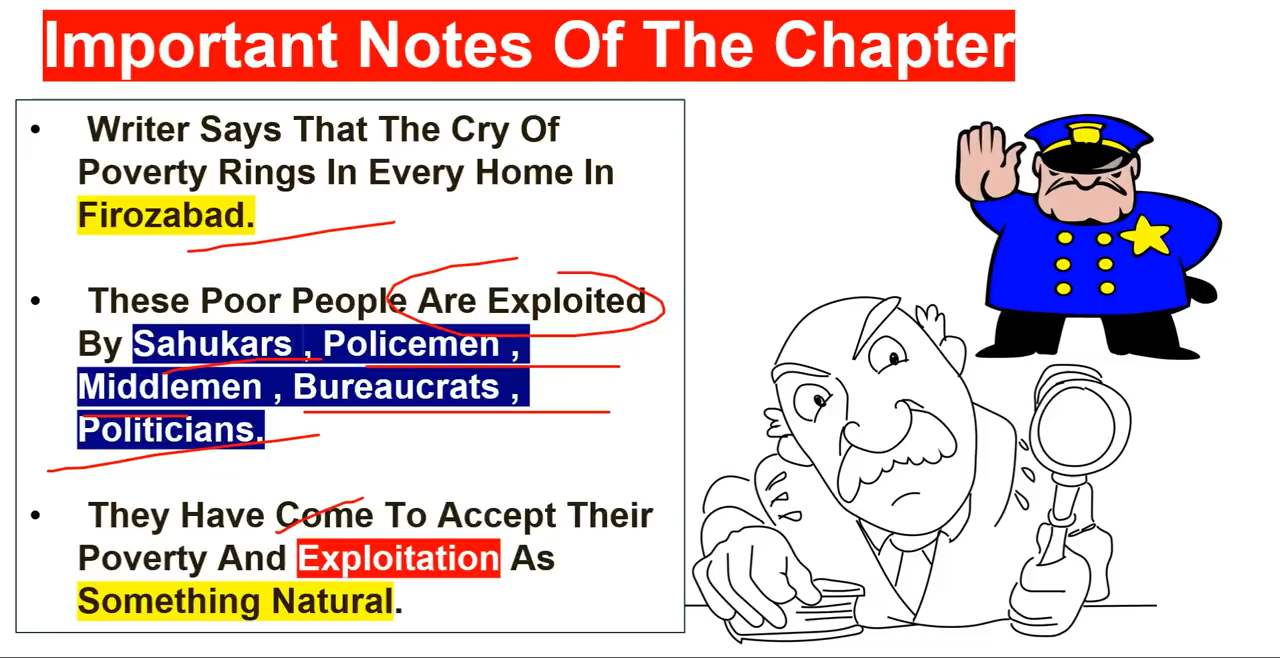 Important Notes Of The Chapter
• Writer Says That The Cry Of
Poverty Rings In Every Home In
Firozabad.
• These Poor People Are Exploited
By Sahukars , Policemen ,
Middlemen , Bureaucrats ,
Politicians.
• They Have Come To Accept Their
Poverty And Exploitation As
Something Natural.